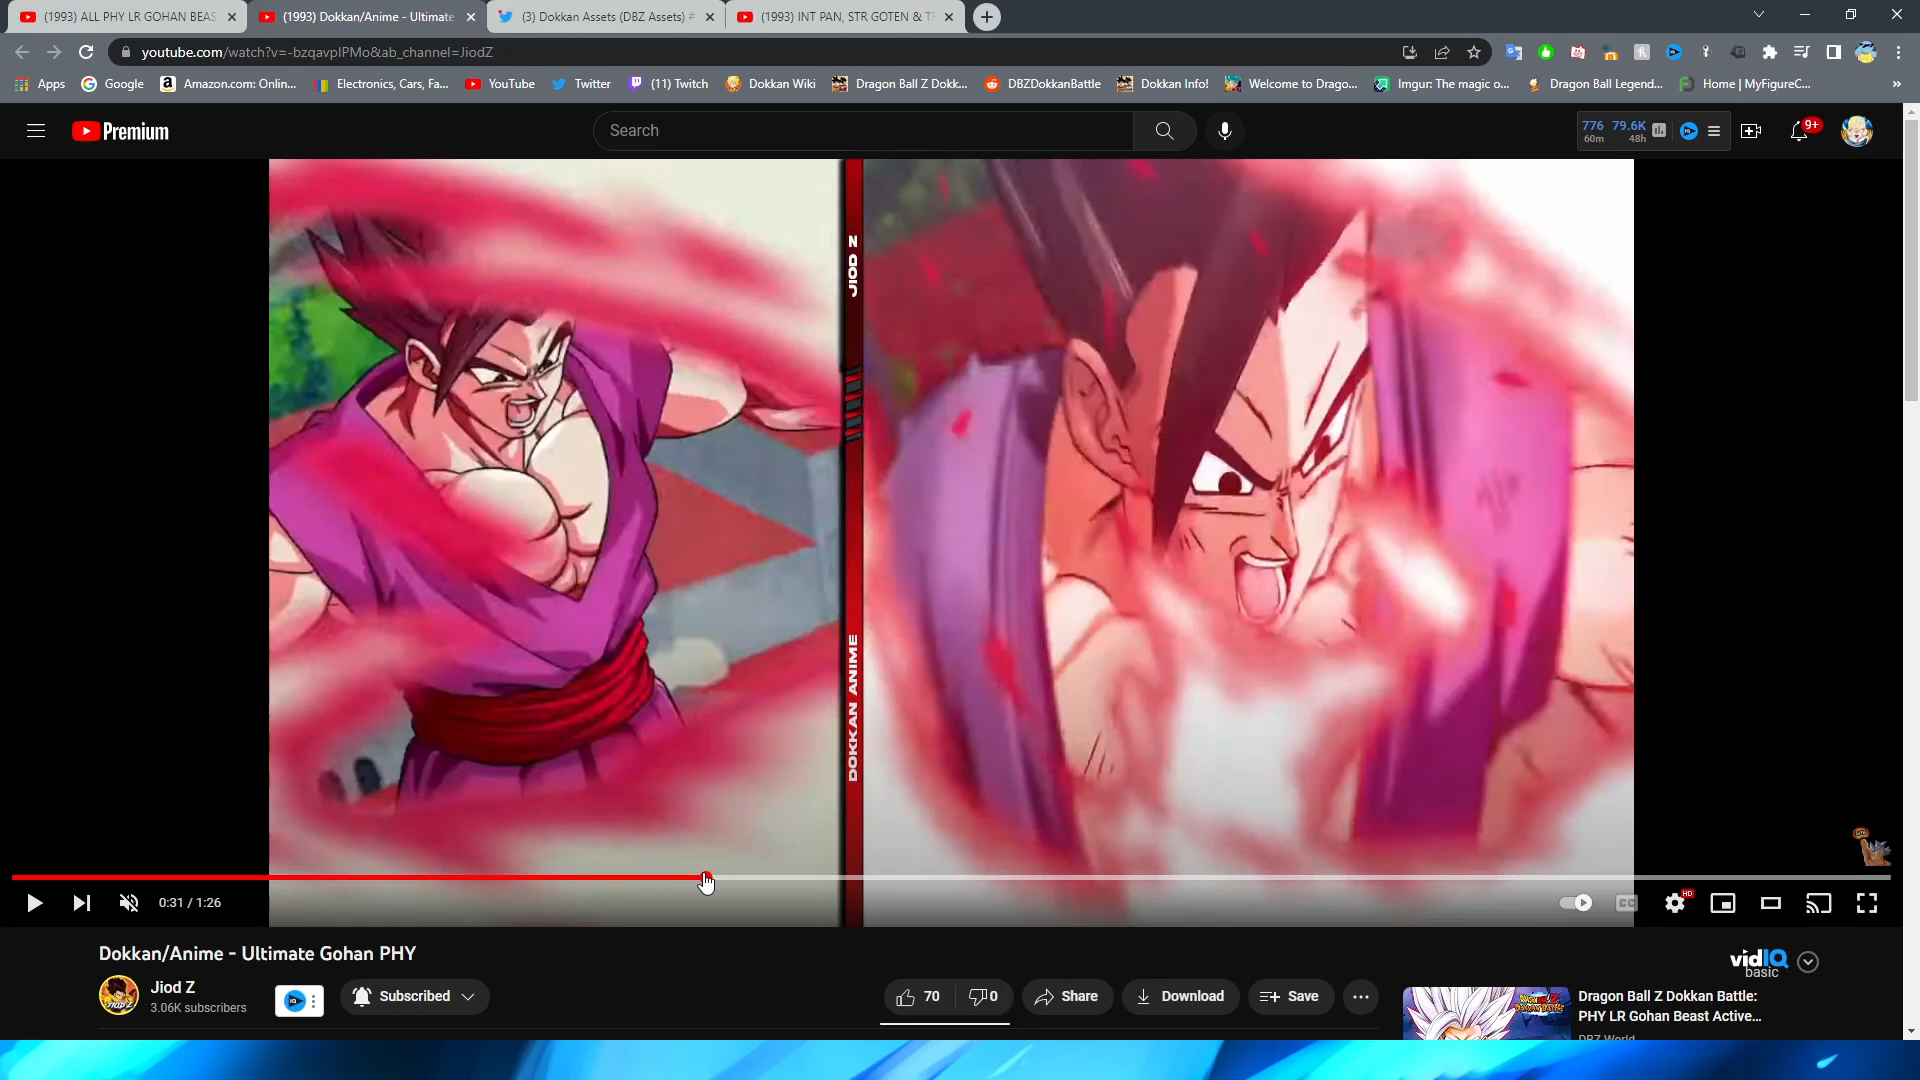 (1993) ALL PHY LR GOHAN BEAS
(1993) Dokkan/Anime - Ultimate
(3) Dokkan Assets (DBZ Assets) #
(1993) INT PAN, STR GOTEN & T
youtube.com/watch?v=-bzqavpIPMo&ab_channel=JiodZ
Apps
Google
Amazon.com: Onlin...
Electronics, Cars, Fa...
YouTube
Twitter
(11) Twitch
Dokkan Wiki
Dragon Ball Z Dokk...
DBZDokkanBattle
Dokkan Info!
Welcome to Drago...
Imgur: The magic o...
Dragon Ball Legend...
Home | MyFigureC...
Premium
Search
776 79.6K
60m 48h
9+
JIOD Z
DOKKAN ANIME
0:31 / 1:26
CC
HD
Dokkan/Anime - Ultimate Gohan PHY
vidIQ
basic
Jiod Z
3.06K subscribers
Subscribed
70
0
Share
Download
Save
Dragon Ball Z Dokkan Battle:
PHY LR Gohan Beast Active...
DBZ World